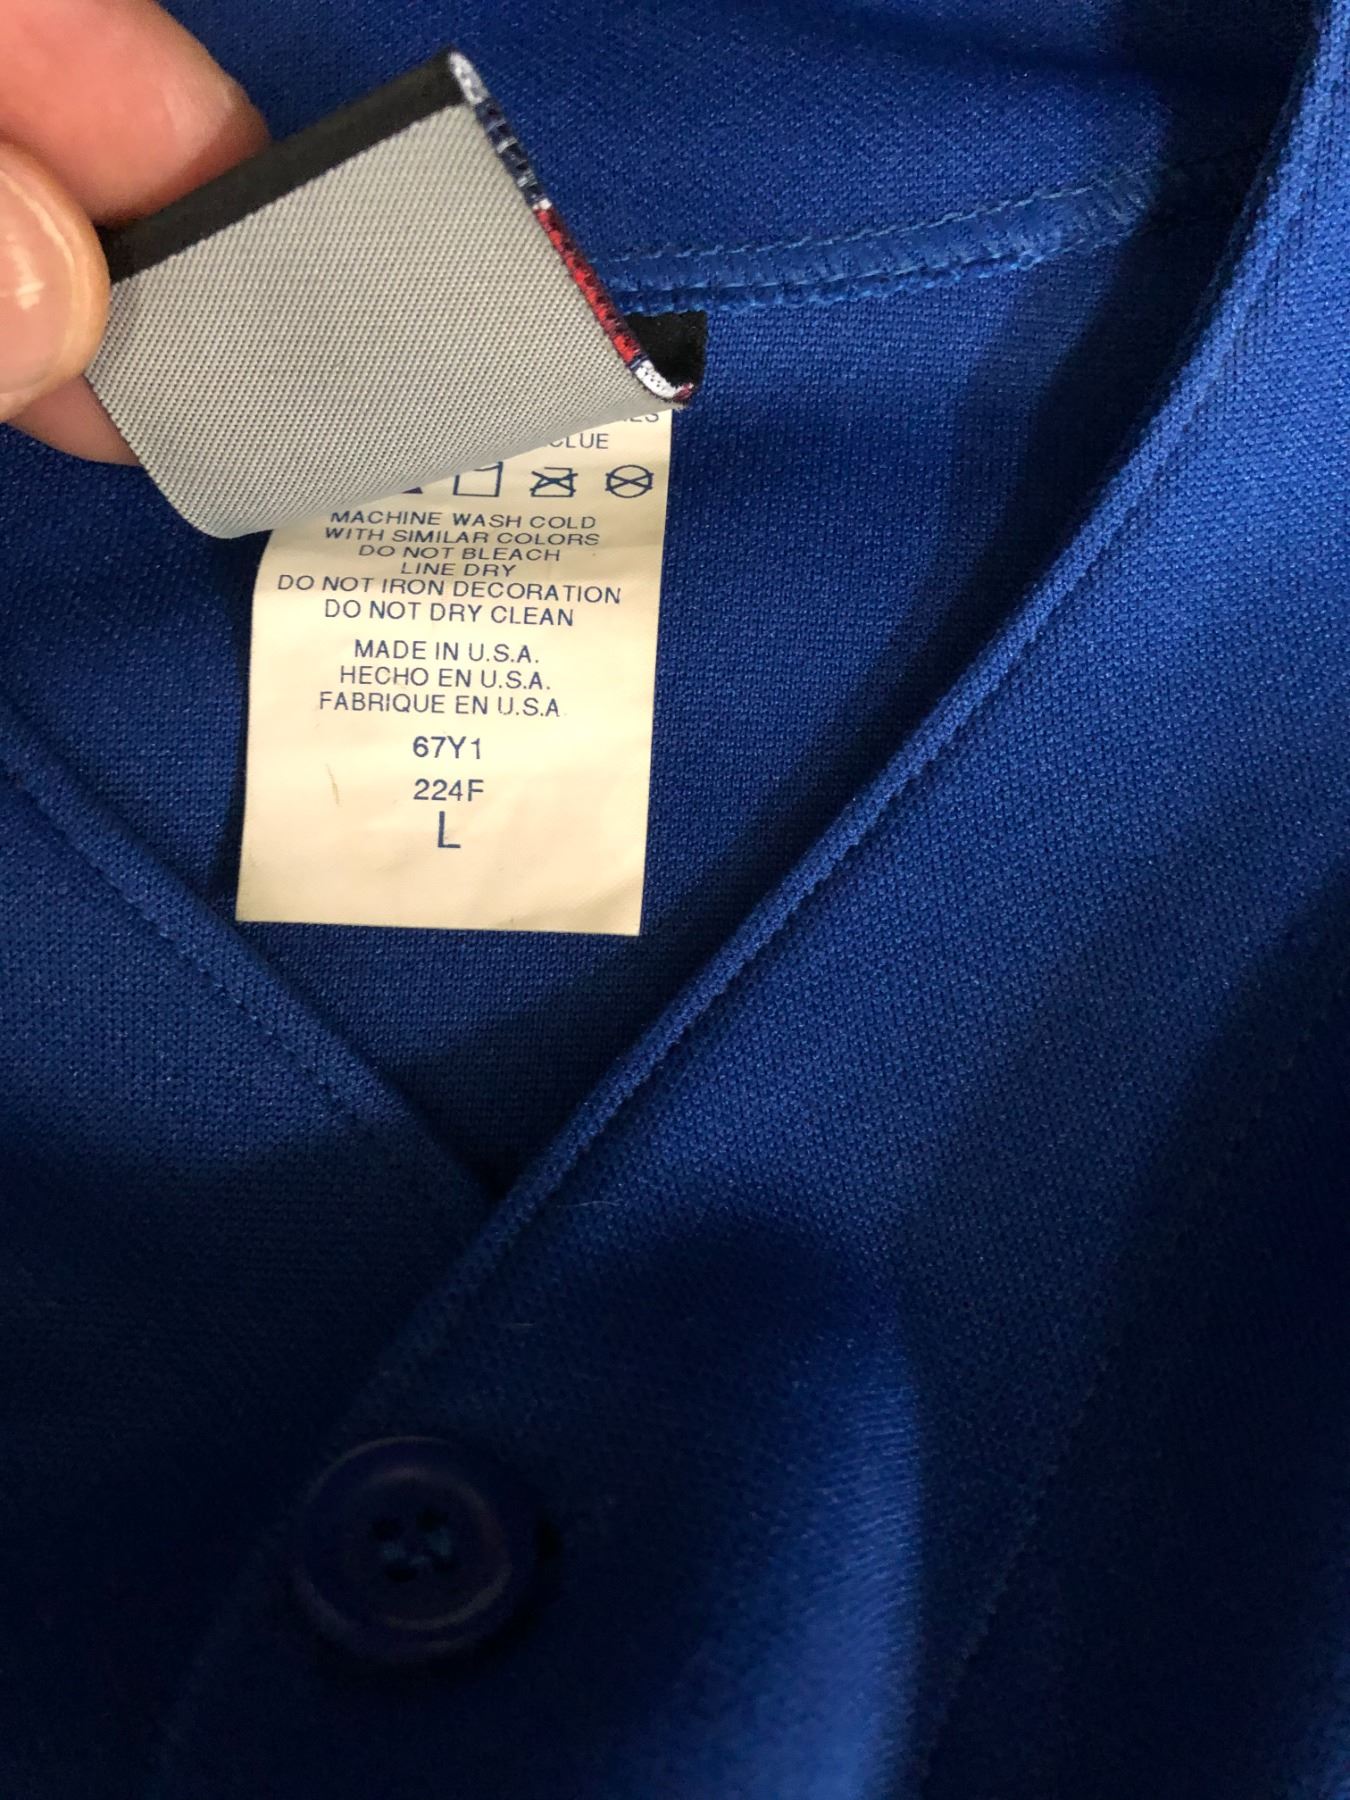 MACHINE WASH COLD
WITH SIMILAR COLORS
DO NOT BLEACH
LINE DRY
DO NOT IRON DECORATION
DO NOT DRY CLEAN
MADE IN U.S.A.
HECHO EN U.S.A.
FABRIQUE EN U.S.A.
67Y1
224F
L